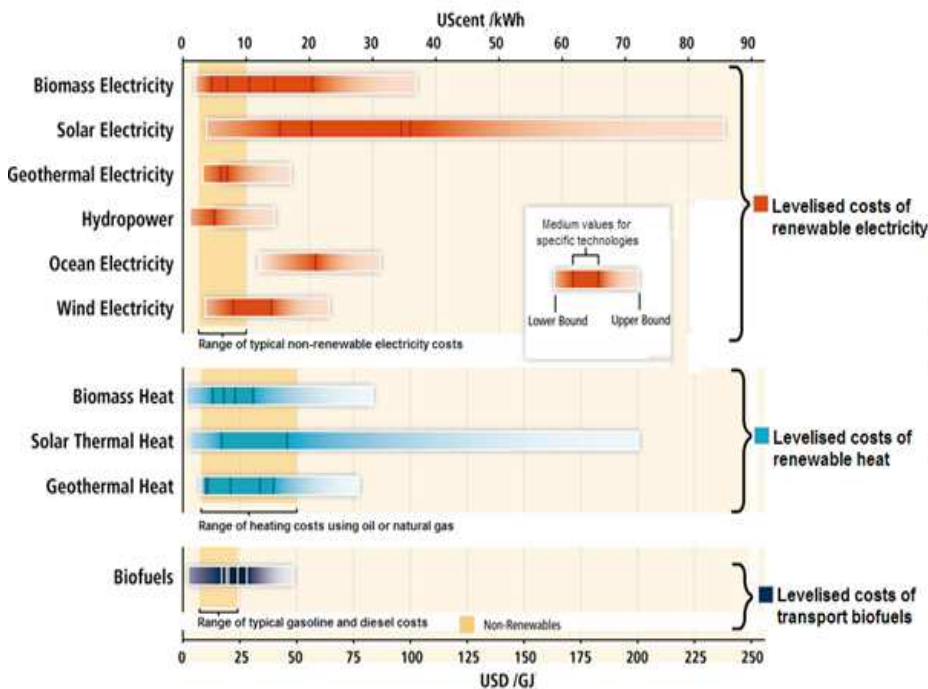 UScent /kWh
0 10 20 30 40 50 60 70 80 90
Biomass Electricity
Solar Electricity
Geothermal Electricity
Hydropower
Ocean Electricity
Wind Electricity
Medium values for
specific technologies
Lower Bound Upper Bound
Levelised costs of
renewable electricity
Range of typical non-renewable electricity costs
Biomass Heat
Solar Thermal Heat
Geothermal Heat
Levelised costs of
renewable heat
Range of heating costs using oil or natural gas
Biofuels
Levelised costs of
transport biofuels
Range of typical gasoline and diesel costs
Non-Renewables
0 25 50 75 100 125 150 175 200 225 250
USD /GJ